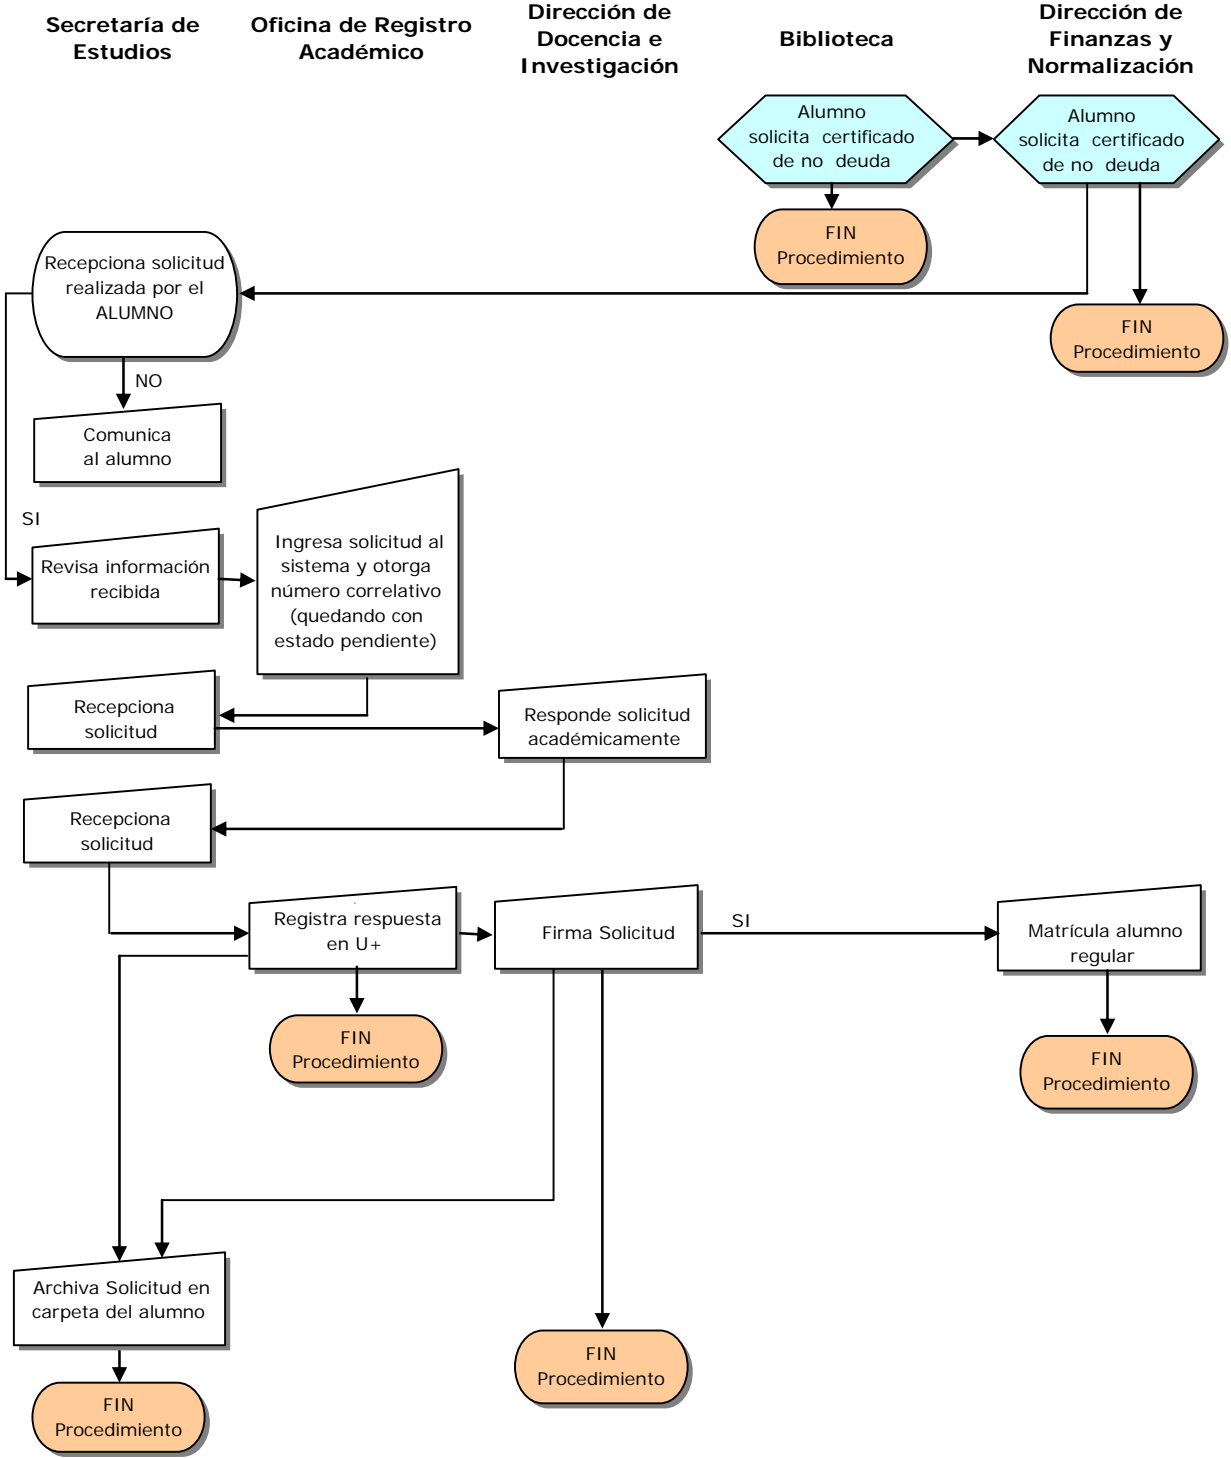 Secretaría de
Estudios
Oficina de Registro
Académico
Dirección de
Docencia e
Investigación
Biblioteca
Dirección de
Finanzas y
Normalización
Alumno
solicita certificado
de no deuda
Alumno
solicita certificado
de no deuda
FIN
Procedimiento
FIN
Procedimiento
Recepciona solicitud
realizada por el
ALUMNO
NO
Comunica
al alumno
SI
Revisa información
recibida
Ingresa solicitud al
sistema y otorga
número correlativo
(quedando con
estado pendiente)
Recepciona
solicitud
Responde solicitud
académicamente
Recepciona
solicitud
Registra respuesta
en U+
Firma Solicitud
SI
Matrícula alumno
regular
FIN
Procedimiento
FIN
Procedimiento
Archiva Solicitud en
carpeta del alumno
FIN
Procedimiento
FIN
Procedimiento